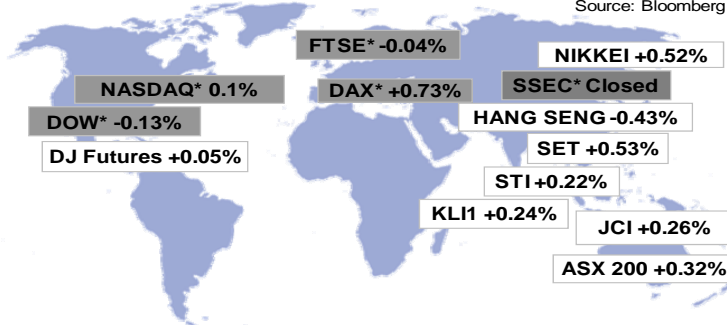 Source: Bloomberg
FTSE* -0.04%
NIKKEI +0.52%
NASDAQ* 0.1%
DAX* +0.73%
SSEC* Closed
DOW* -0.13%
HANG SENG -0.43%
DJ Futures +0.05%
SET +0.53%
STI +0.22%
KLI1 +0.24%
JCI +0.26%
ASX 200 +0.32%